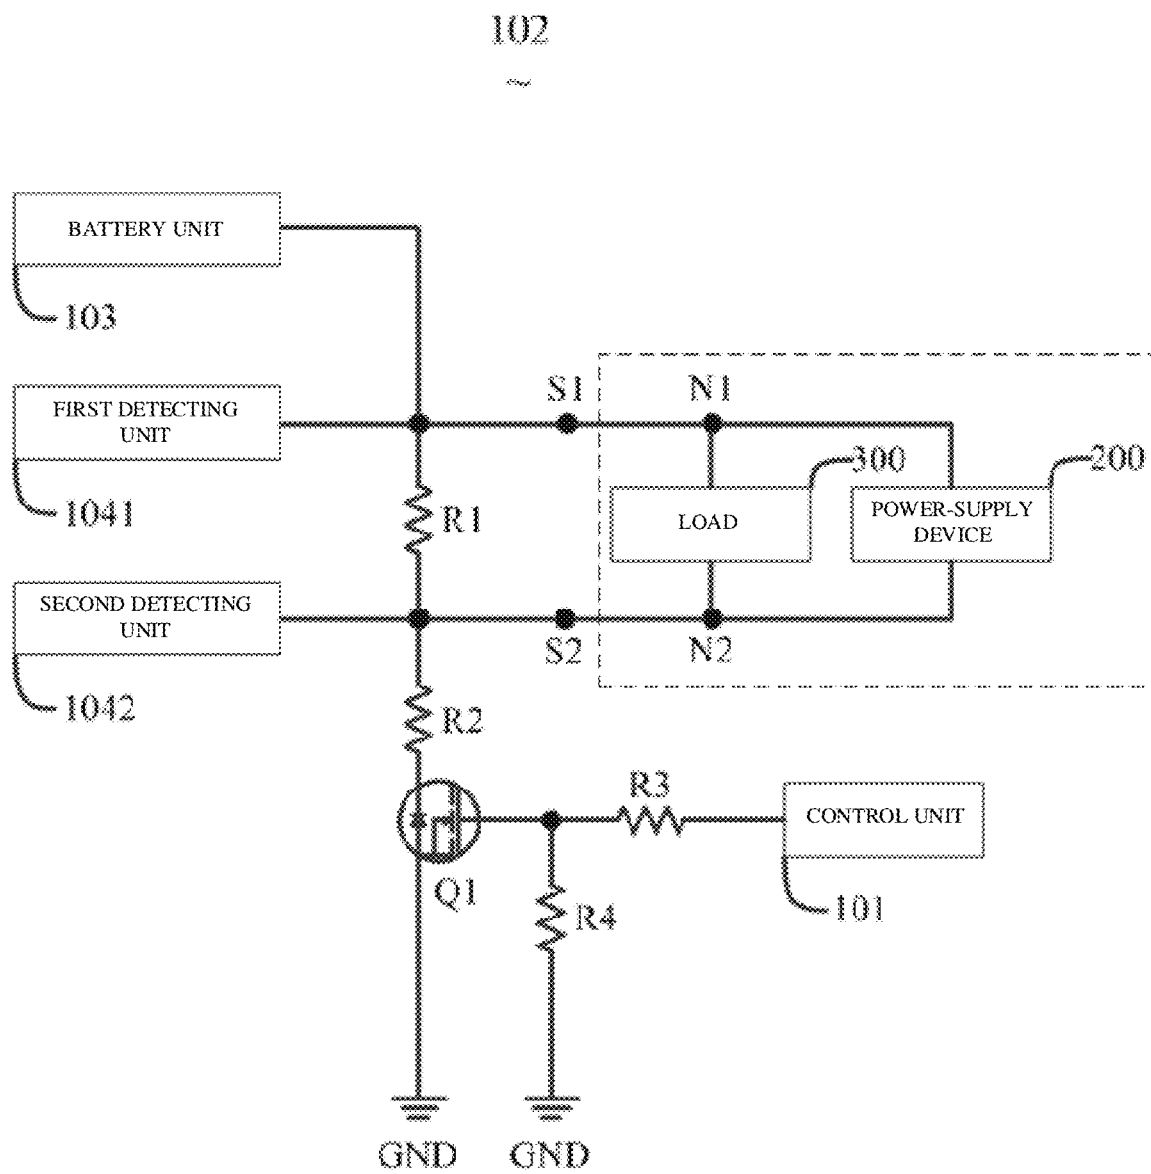 102
~
BATTERY UNIT
103
FIRST DETECTING
UNIT
1041
S1
N1
300
200
R1
LOAD
POWER-SUPPLY
DEVICE
SECOND DETECTING
UNIT
1042
S2
N2
R2
R3
CONTROL UNIT
Q1
R4
101
GND
GND